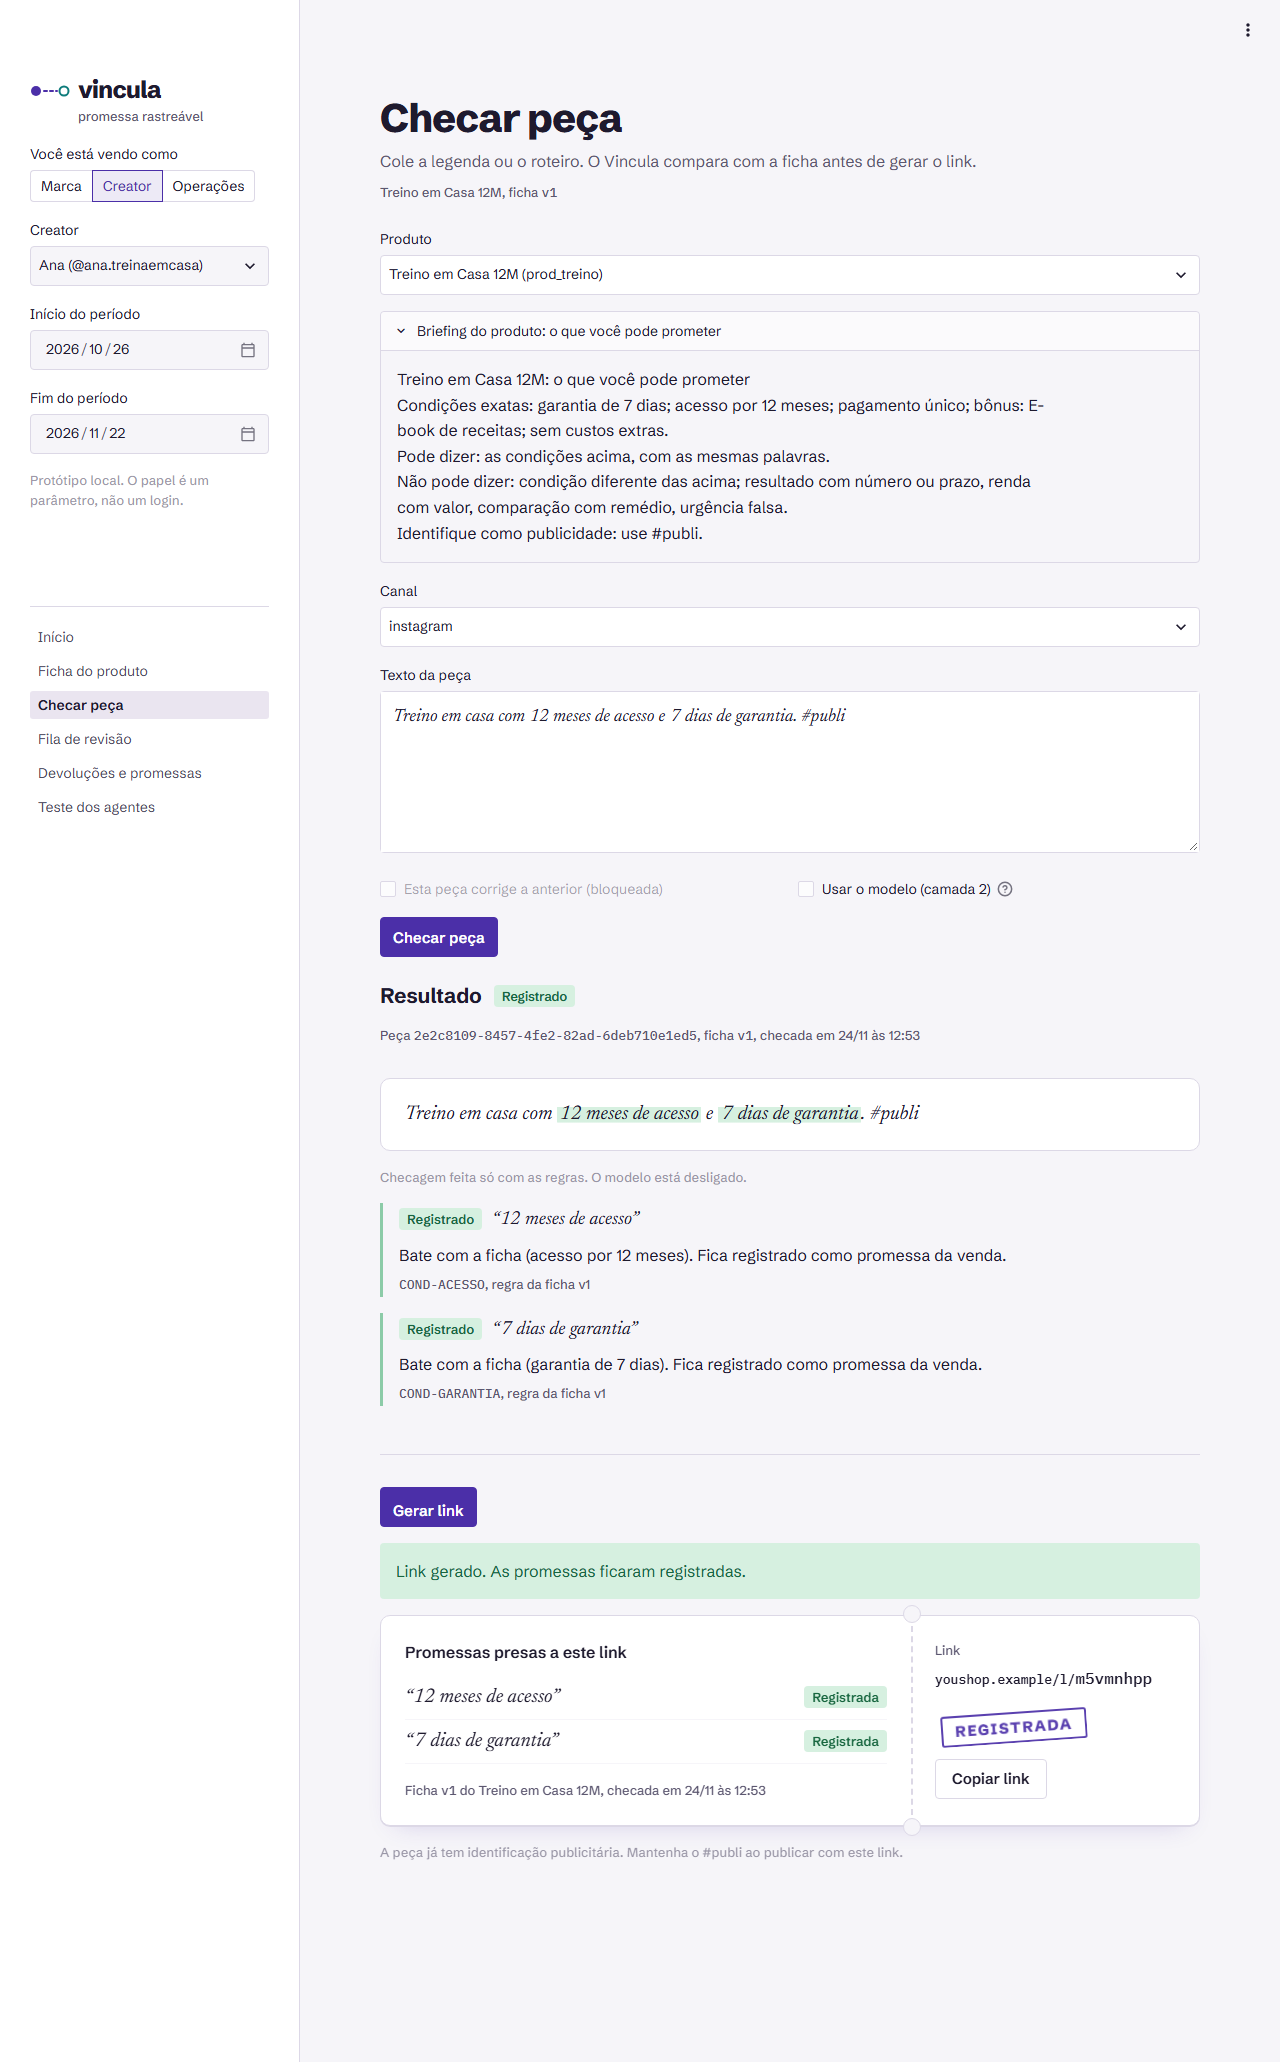 vincula
promessa rastreável
Você está vendo como
Marca Creator Operações
Creator
Ana (@ana.treinaemcasa)
Início do período
2026/10/26
Fim do período
2026/11/22
Protótipo local. O papel é um
parâmetro, não um login.
Início
Ficha do produto
Checar peça
Fila de revisão
Devoluções e promessas
Teste dos agentes
Checar peça
Cole a legenda ou o roteiro. O Vincula compara com a ficha antes de gerar o link.
Treino em Casa 12M, ficha v1
Produto
Treino em Casa 12M (prod_treino)
Briefing do produto: o que você pode prometer
Treino em Casa 12M: o que você pode prometer
Condições exatas: garantia de 7 dias; acesso por 12 meses; pagamento único; bônus: E-
book de receitas; sem custos extras.
Pode dizer: as condições acima, com as mesmas palavras.
Não pode dizer: condição diferente das acima; resultado com número ou prazo, renda
com valor, comparação com remédio, urgência falsa.
Identifique como publicidade: use #publi.
Canal
instagram
Texto da peça
Treino em casa com 12 meses de acesso e 7 dias de garantia. #publi
Esta peça corrige a anterior (bloqueada)
Usar o modelo (camada 2)
Checar peça
Resultado Registrado
Peça 2e2c8109-8457-4fe2-82ad-6deb710e1ed5, ficha v1, checada em 24/11 às 12:53
Treino em casa com 12 meses de acesso e 7 dias de garantia. #publi
Checagem feita só com as regras. O modelo está desligado.
Registrado “12 meses de acesso”
Bate com a ficha (acesso por 12 meses). Fica registrado como promessa da venda.
COND-ACESSO, regra da ficha v1
Registrado “7 dias de garantia”
Bate com a ficha (garantia de 7 dias). Fica registrado como promessa da venda.
COND-GARANTIA, regra da ficha v1
Gerar link
Link gerado. As promessas ficaram registradas.
Promessas presas a este link
“12 meses de acesso” Registrada
“7 dias de garantia” Registrada
Ficha v1 do Treino em Casa 12M, checada em 24/11 às 12:53
Link
youshop.example/l/m5vmnhpp
REGISTRADA
Copiar link
A peça já tem identificação publicitária. Mantenha o #publi ao publicar com este link.